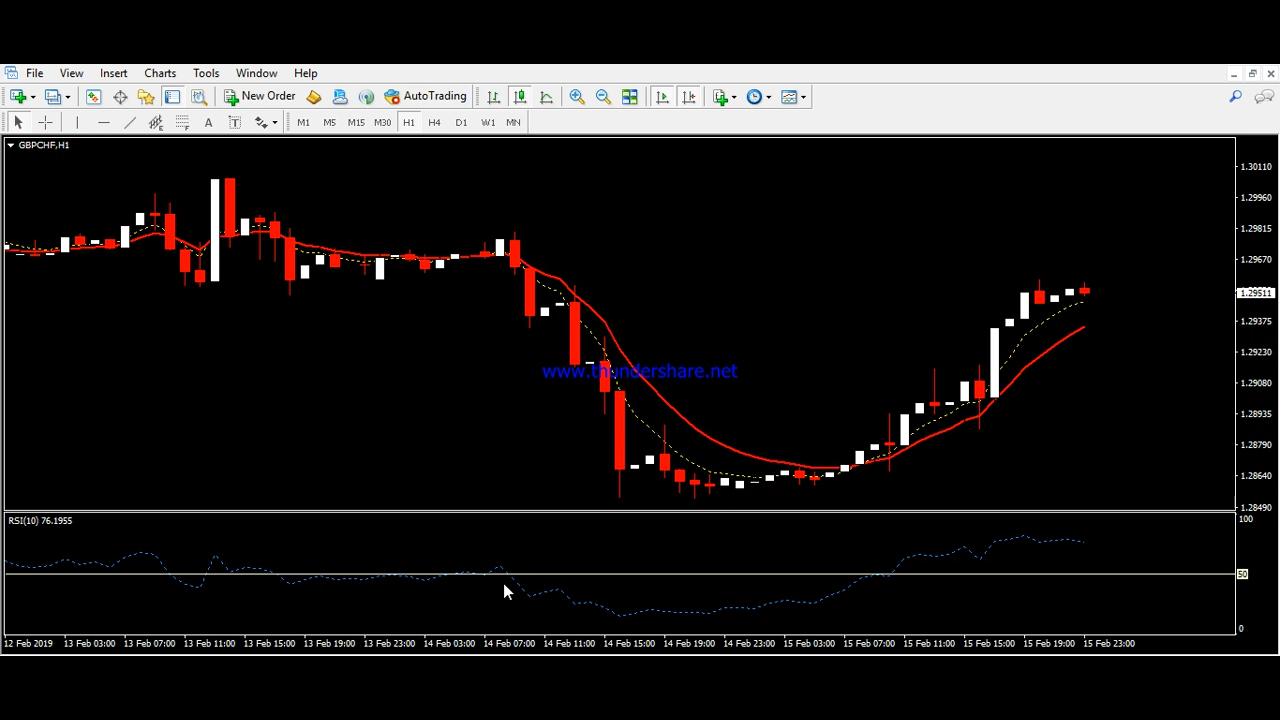 File View Insert Charts Tools Window Help
New Order AutoTrading
A T M1 M5 M15 M30 H1 H4 D1 W1 MN
GBPCHF,H1
1.30110
1.29960
1.29815
1.29670
1.29511
1.29375
www.thundershare.net
1.29230
1.29080
1.28935
1.28790
1.28640
1.28490
RSI(10) 76.1955
100
50
0
12 Feb 2019 13 Feb 03:00 13 Feb 07:00 13 Feb 11:00 13 Feb 15:00 13 Feb 19:00 13 Feb 23:00 14 Feb 03:00 14 Feb 07:00 14 Feb 11:00 14 Feb 15:00 14 Feb 19:00 14 Feb 23:00 15 Feb 03:00 15 Feb 07:00 15 Feb 11:00 15 Feb 15:00 15 Feb 19:00 15 Feb 23:00